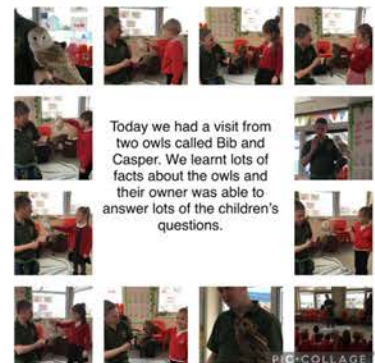 Today we had a visit from
two owls called Bib and
Casper. We learnt lots of
facts about the owls and
their owner was able to
answer lots of the children's
questions.
PIC•COLLAGE